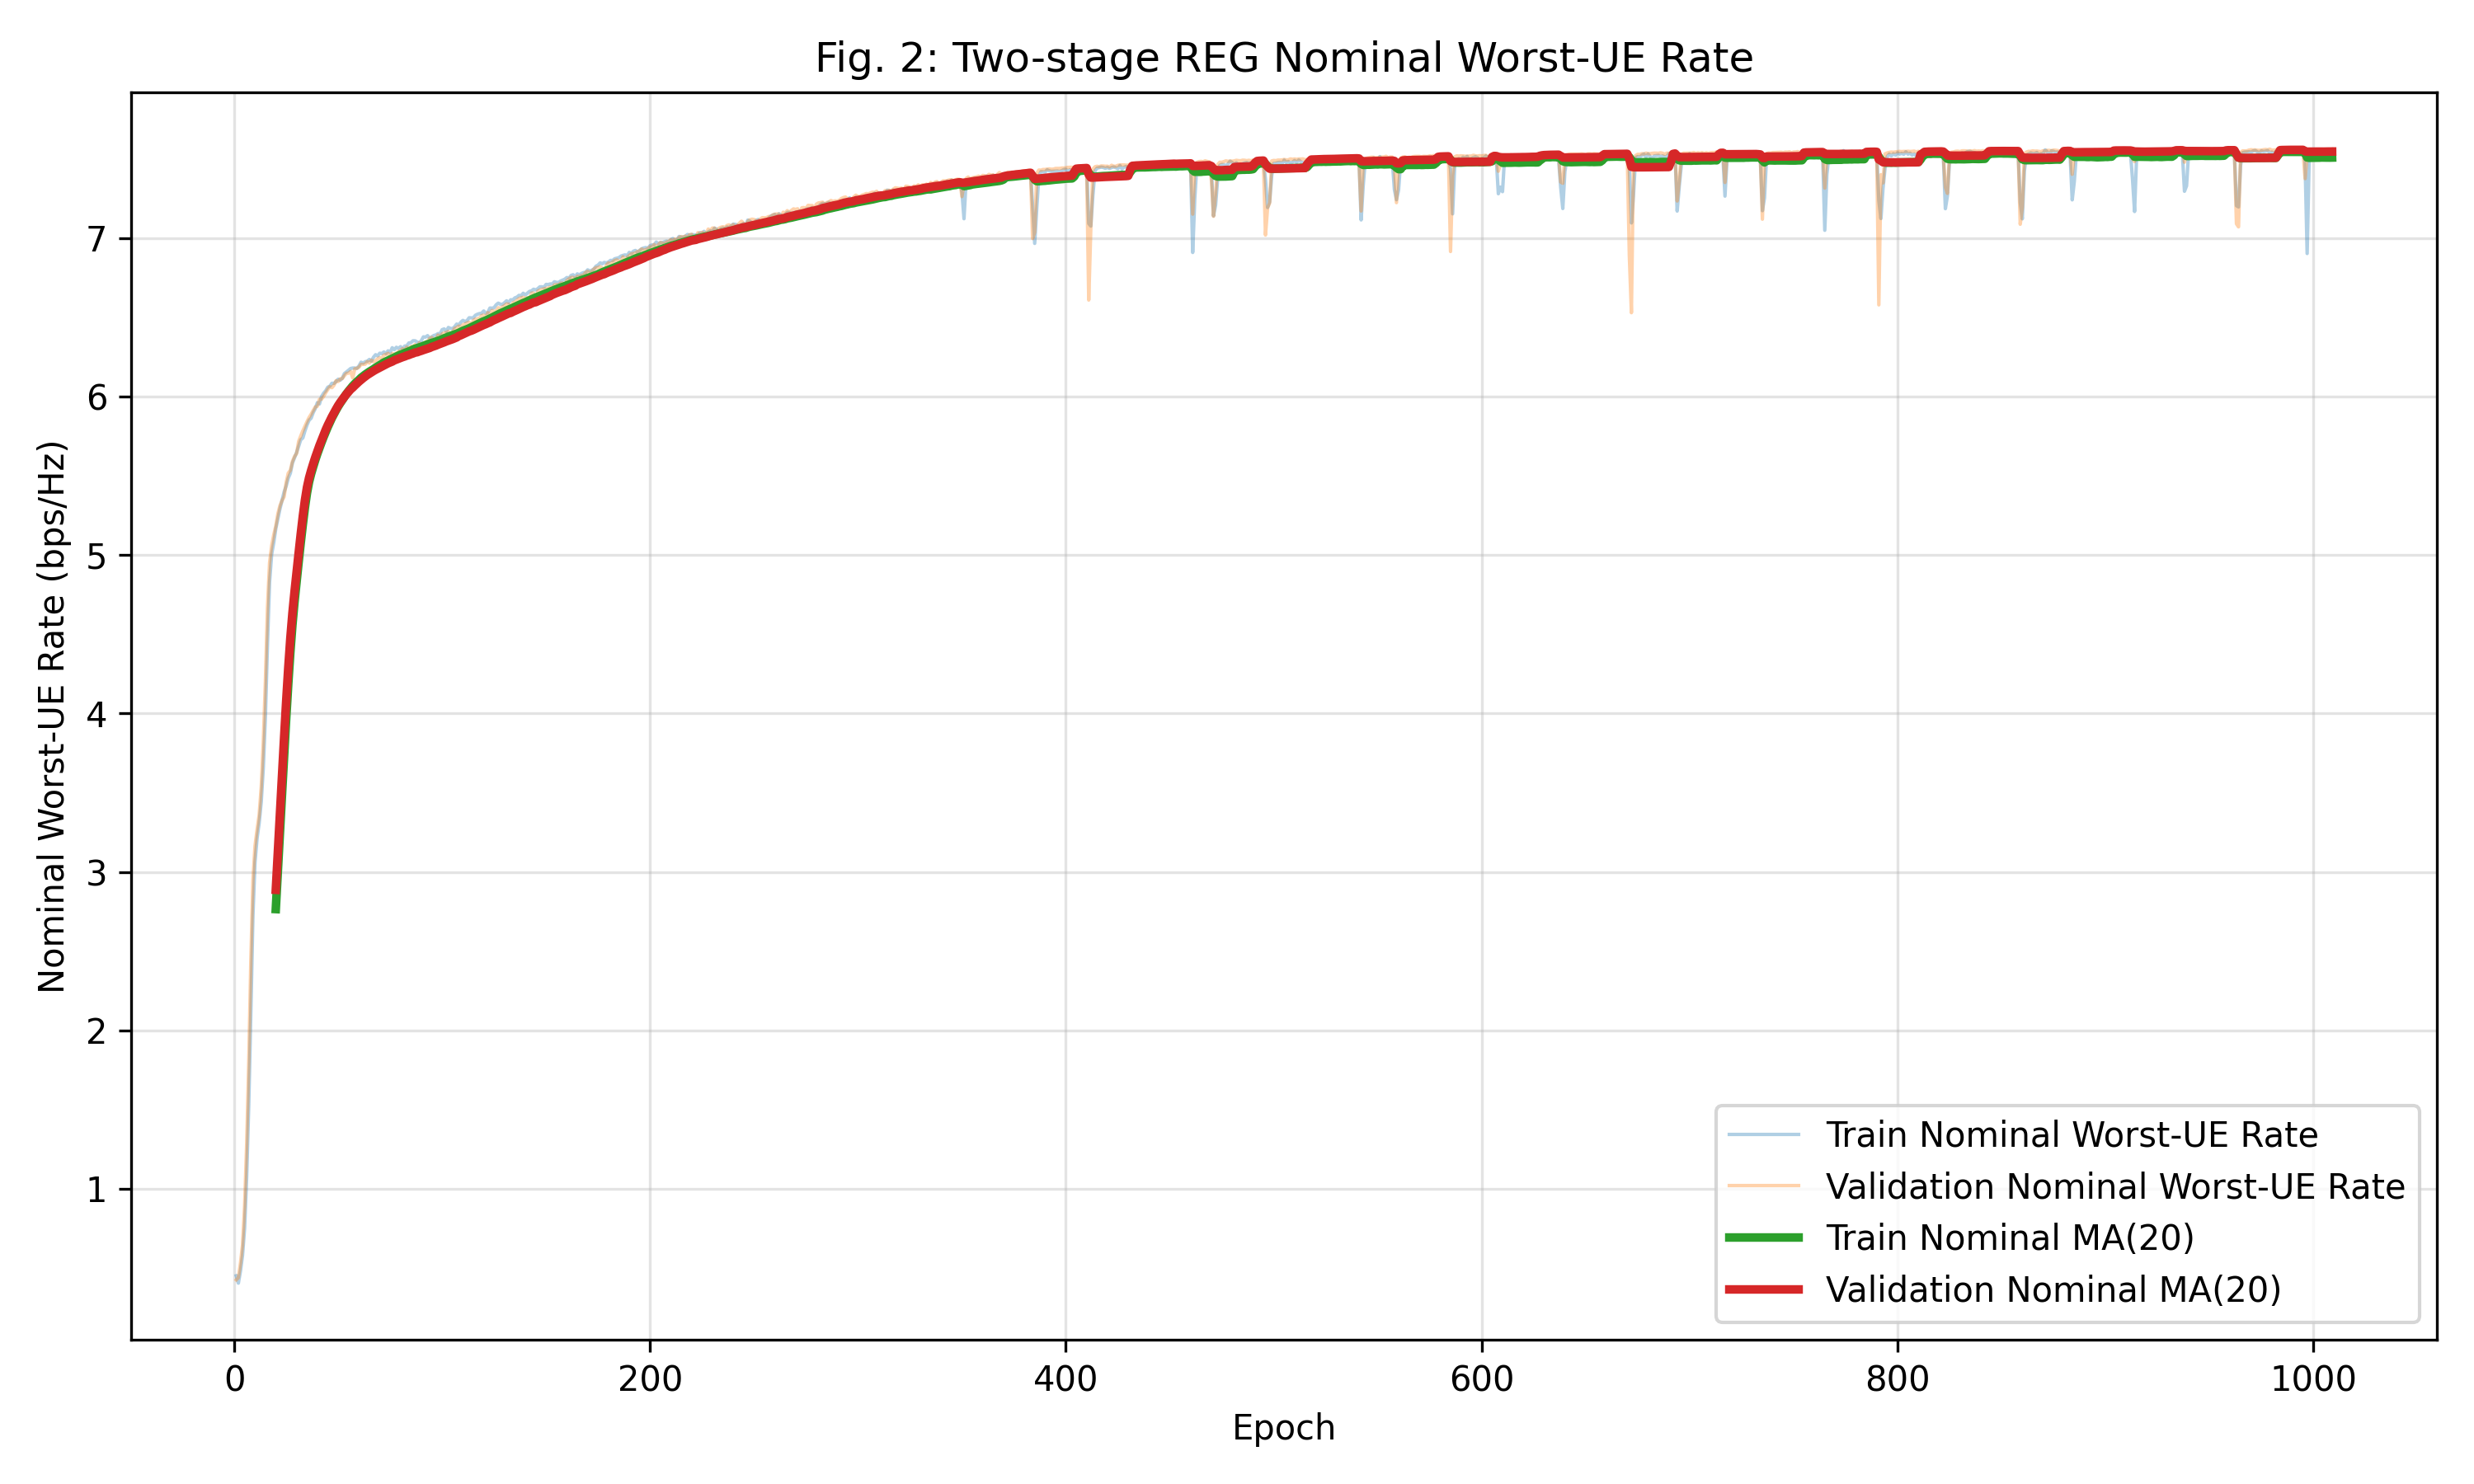 Fig. 2: Two-stage REG Nominal Worst-UE Rate
Nominal Worst-UE Rate (bps/Hz)
7
6
5
4
3
2
1
0
200
400
600
800
1000
Epoch
Train Nominal Worst-UE Rate
Validation Nominal Worst-UE Rate
Train Nominal MA(20)
Validation Nominal MA(20)